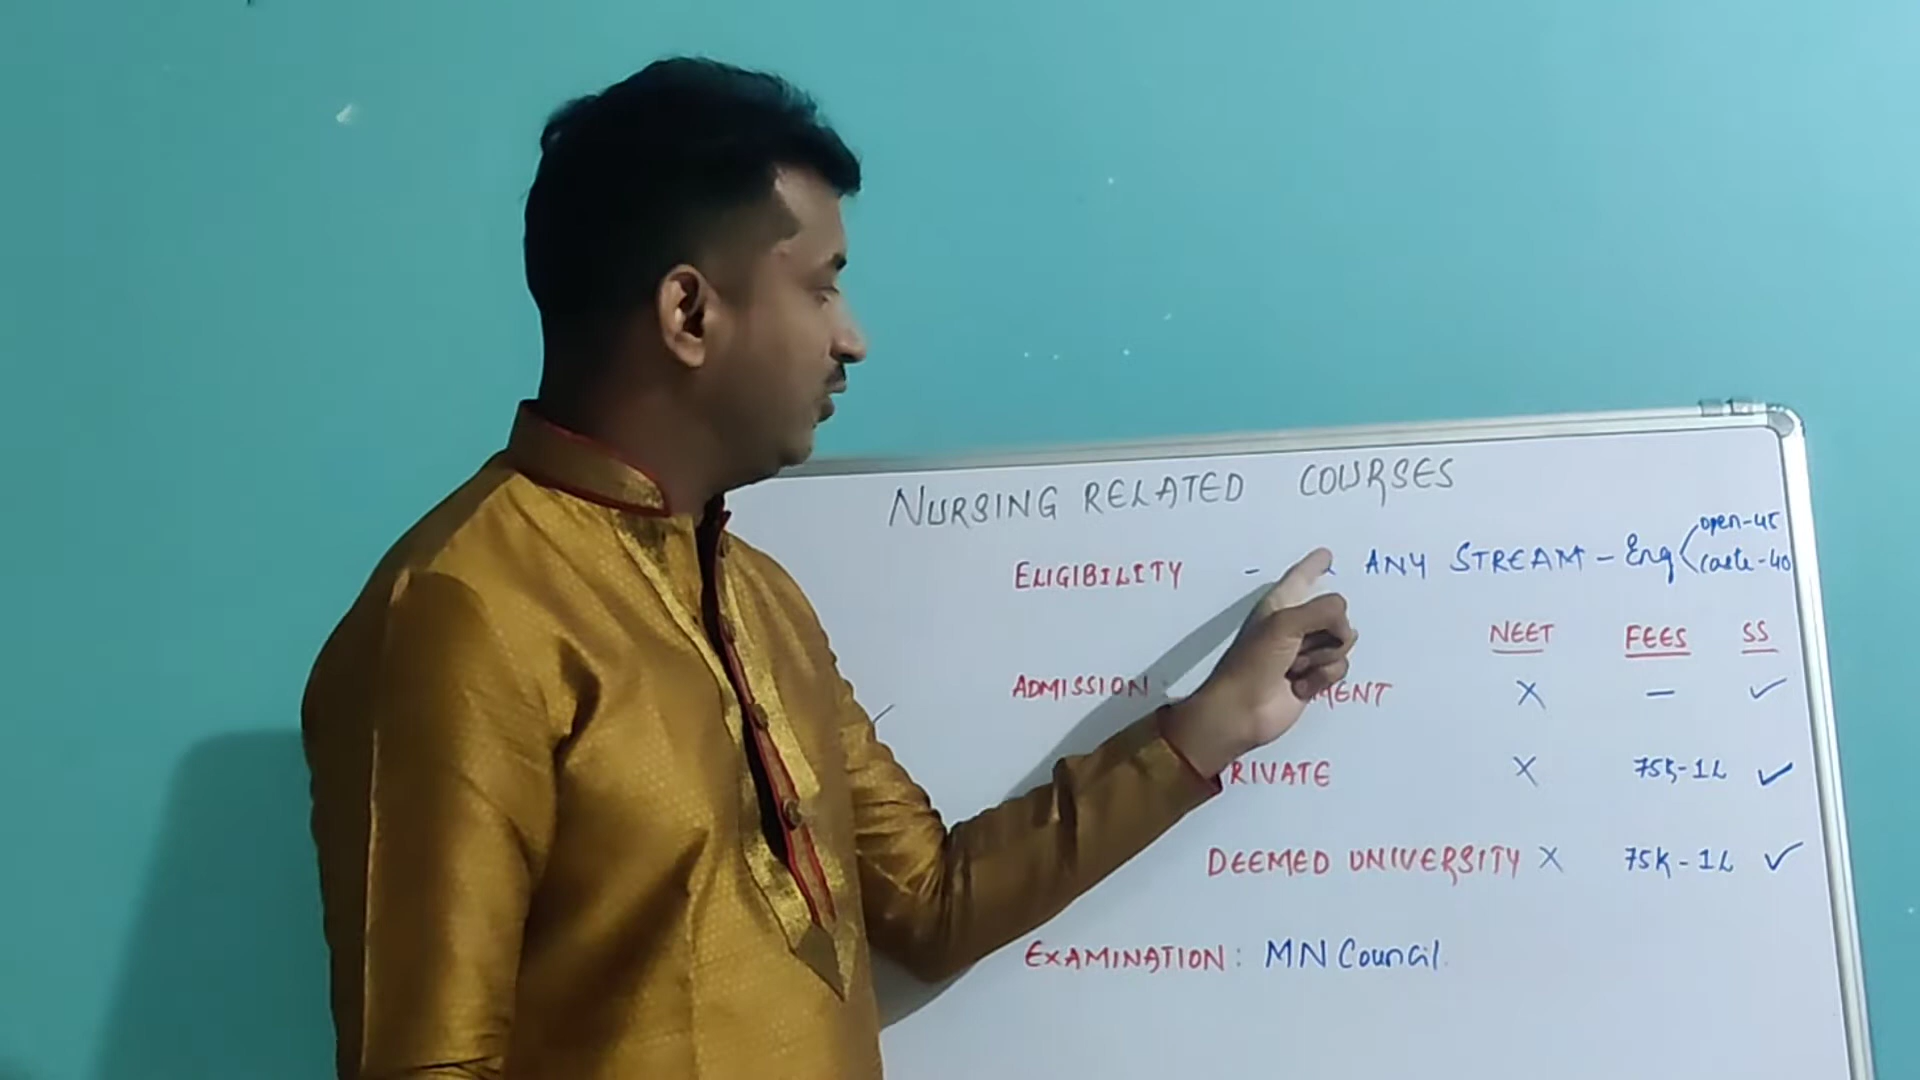 NURSING RELATED COURSES
ELIGIBILITY - ANY STREAM - Eng
open-45
caste-40
NEET FEES SS
ADMISSION MENT X — ✓
RIVATE X 75K-1L ✓
DEEMED UNIVERSITY X 75K-1L ✓
EXAMINATION: MN Council.